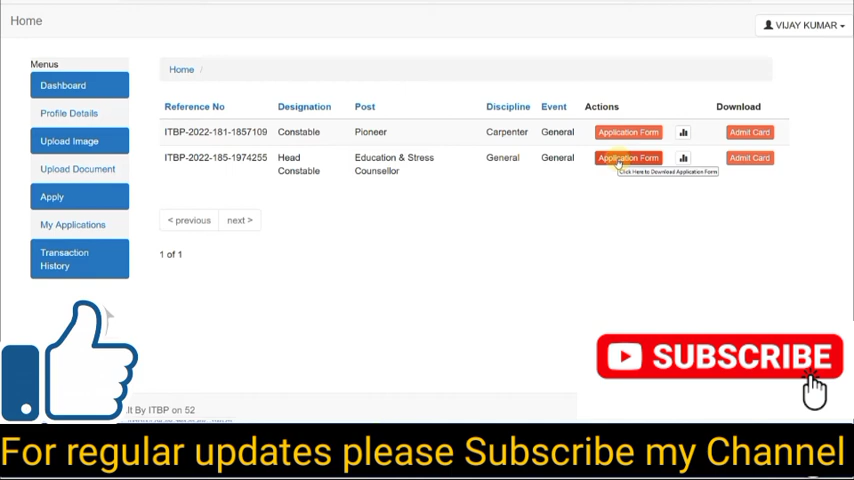 Home
VIJAY KUMAR
Menus
Dashboard
Profile Details
Upload Image
Upload Document
Apply
My Applications
Transaction
History
Home /
Reference No Designation Post Discipline Event Actions Download
ITBP-2022-181-1857109 Constable Pioneer Carpenter General Application Form Admit Card
ITBP-2022-185-1974255 Head Education & Stress General General Application Form Admit Card
Constable Counsellor
Click Here to Download Application Form
< previous next >
1 of 1
SUBSCRIBE
By ITBP on 52
For regular updates please Subscribe my Channel